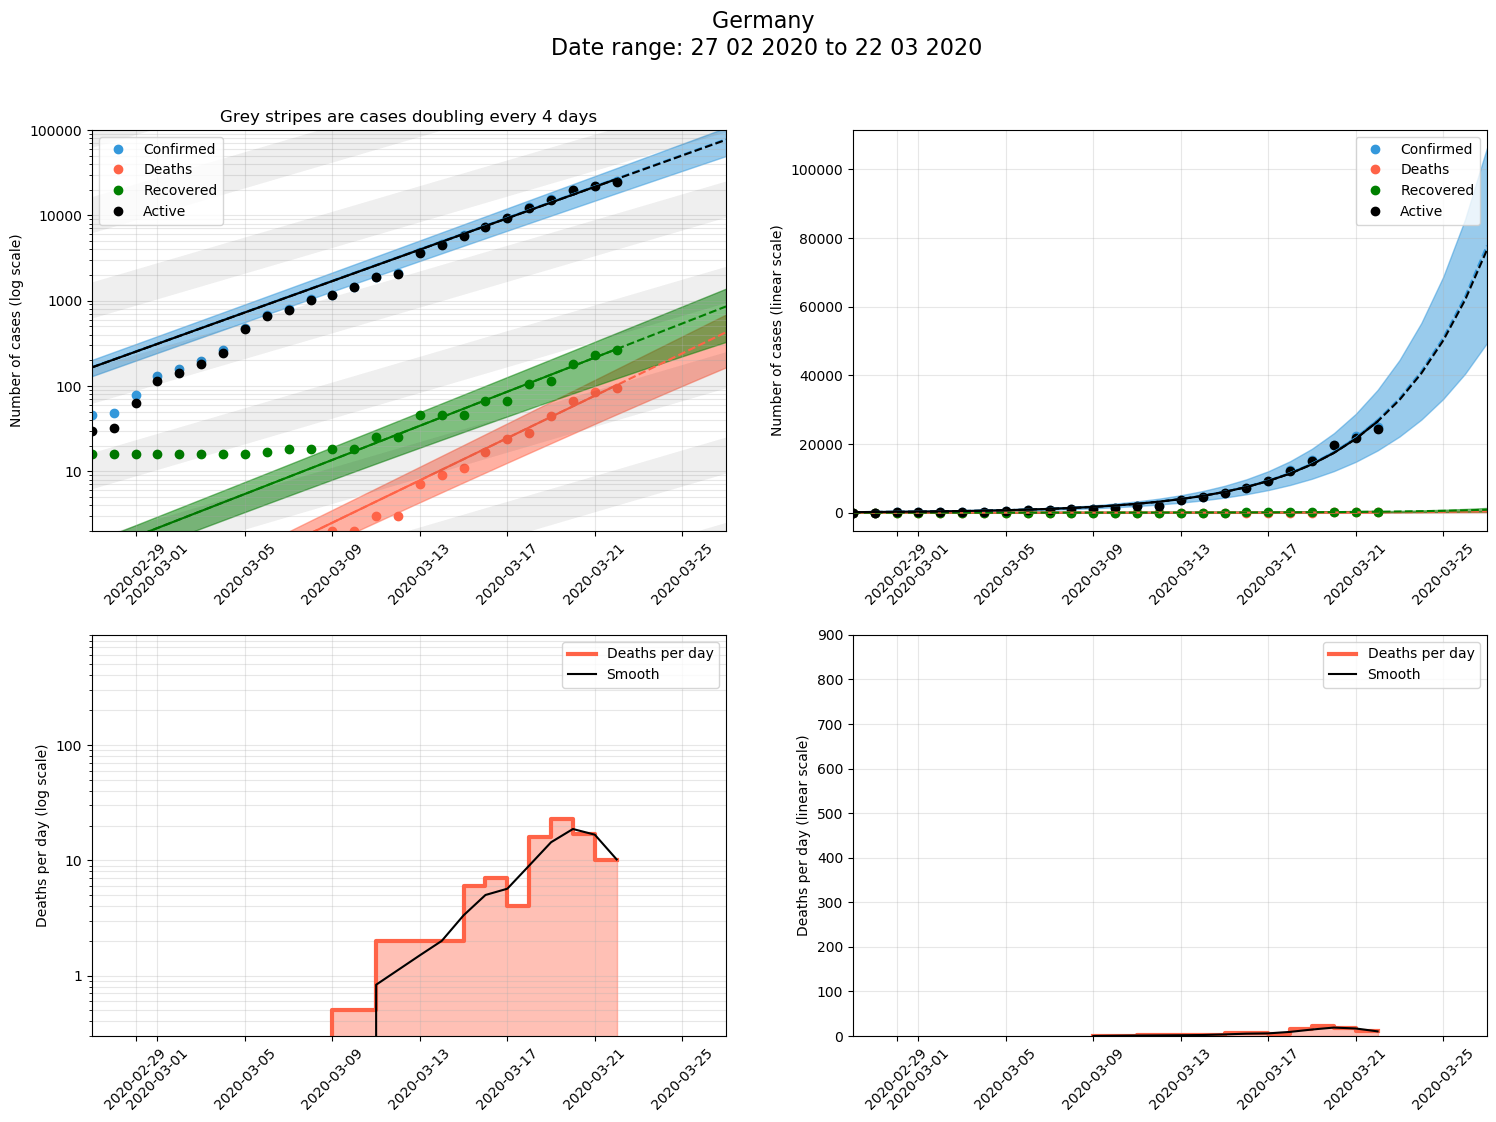 Germany
Date range: 27 02 2020 to 22 03 2020
Grey stripes are cases doubling every 4 days
Number of cases (log scale)
100000
10000
1000
100
10
Confirmed
Deaths
Recovered
Active
2020-02-29
2020-03-01
2020-03-05
2020-03-09
2020-03-13
2020-03-17
2020-03-21
2020-03-25
Number of cases (linear scale)
100000
80000
60000
40000
20000
0
Confirmed
Deaths
Recovered
Active
2020-02-29
2020-03-01
2020-03-05
2020-03-09
2020-03-13
2020-03-17
2020-03-21
2020-03-25
Deaths per day (log scale)
100
10
1
Deaths per day
Smooth
2020-02-29
2020-03-01
2020-03-05
2020-03-09
2020-03-13
2020-03-17
2020-03-21
2020-03-25
Deaths per day (linear scale)
900
800
700
600
500
400
300
200
100
0
Deaths per day
Smooth
2020-02-29
2020-03-01
2020-03-05
2020-03-09
2020-03-13
2020-03-17
2020-03-21
2020-03-25